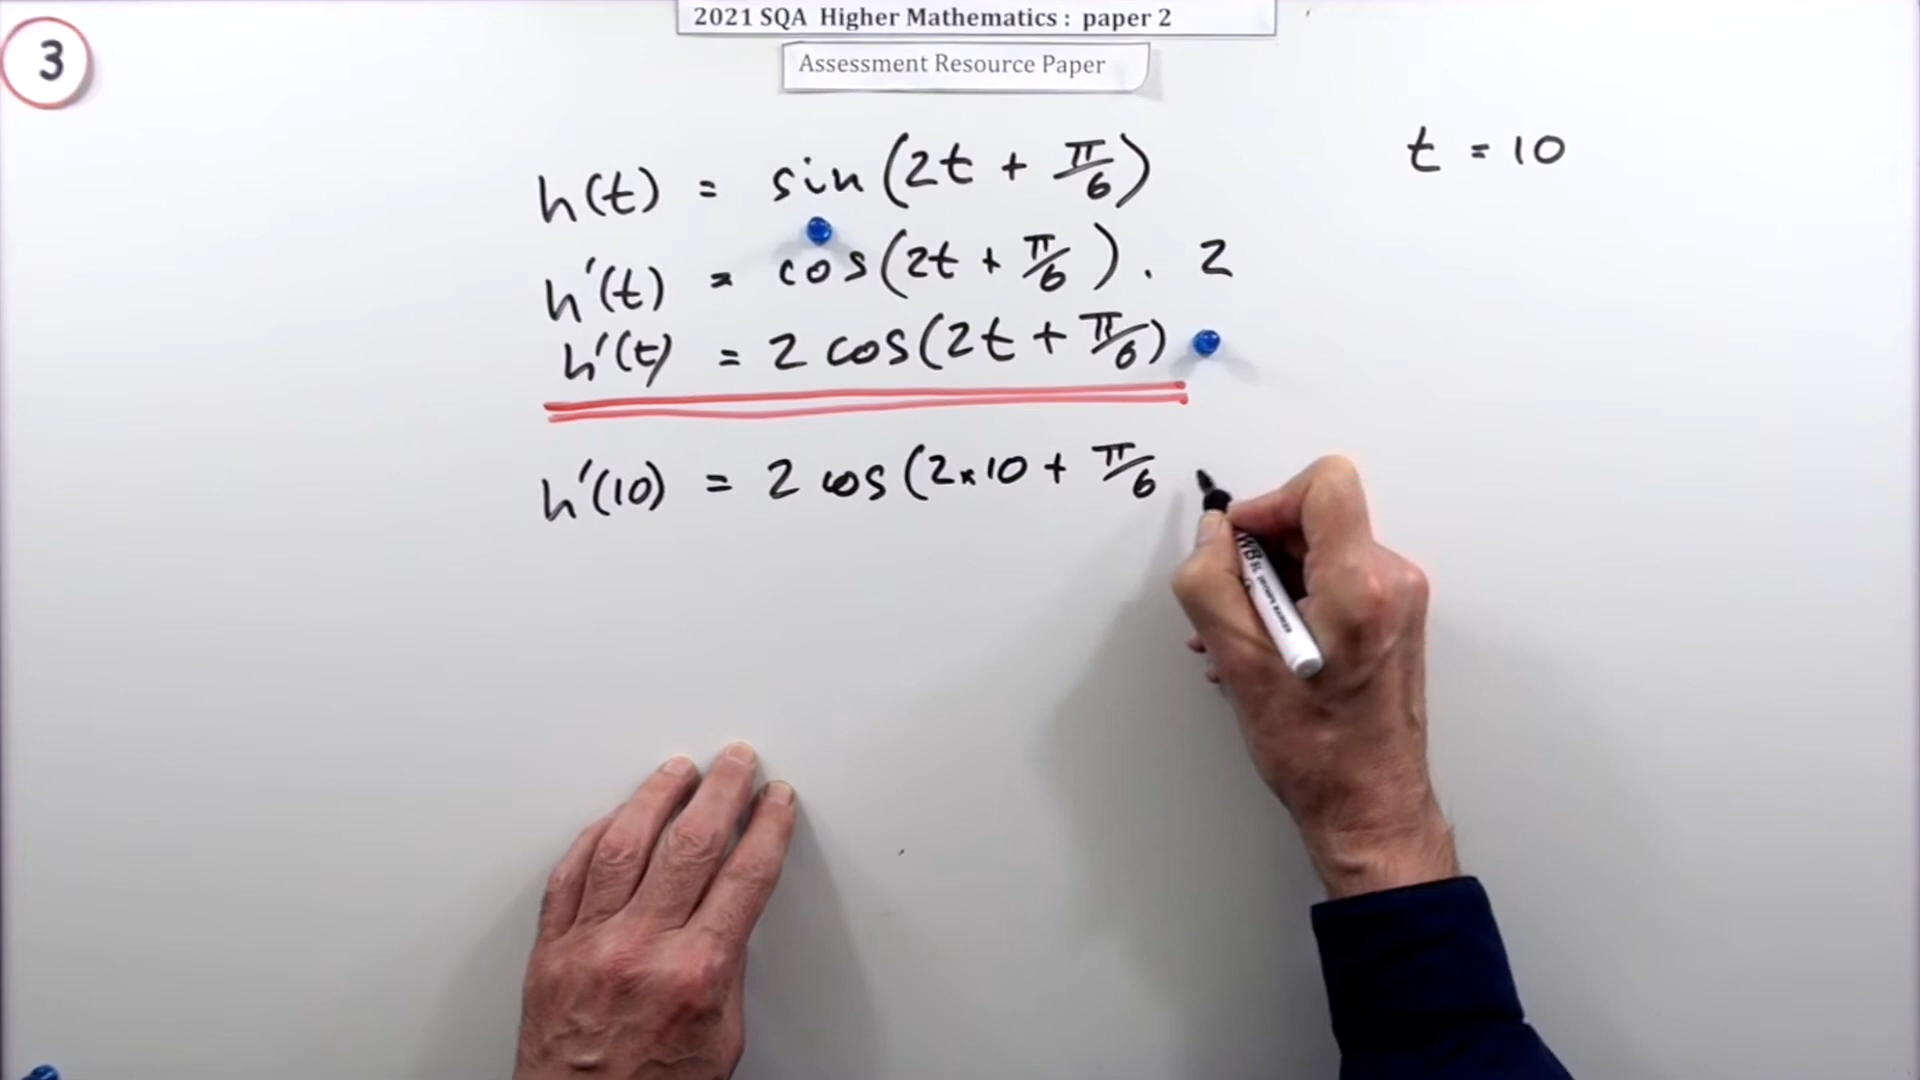 2021 SQA Higher Mathematics : paper 2
Assessment Resource Paper
3
t = 10
h(t) = sin(2t + π/6)
h'(t) = cos(2t + π/6) . 2
h'(t) = 2 cos(2t + π/6)
h'(10) = 2 cos(2×10 + π/6